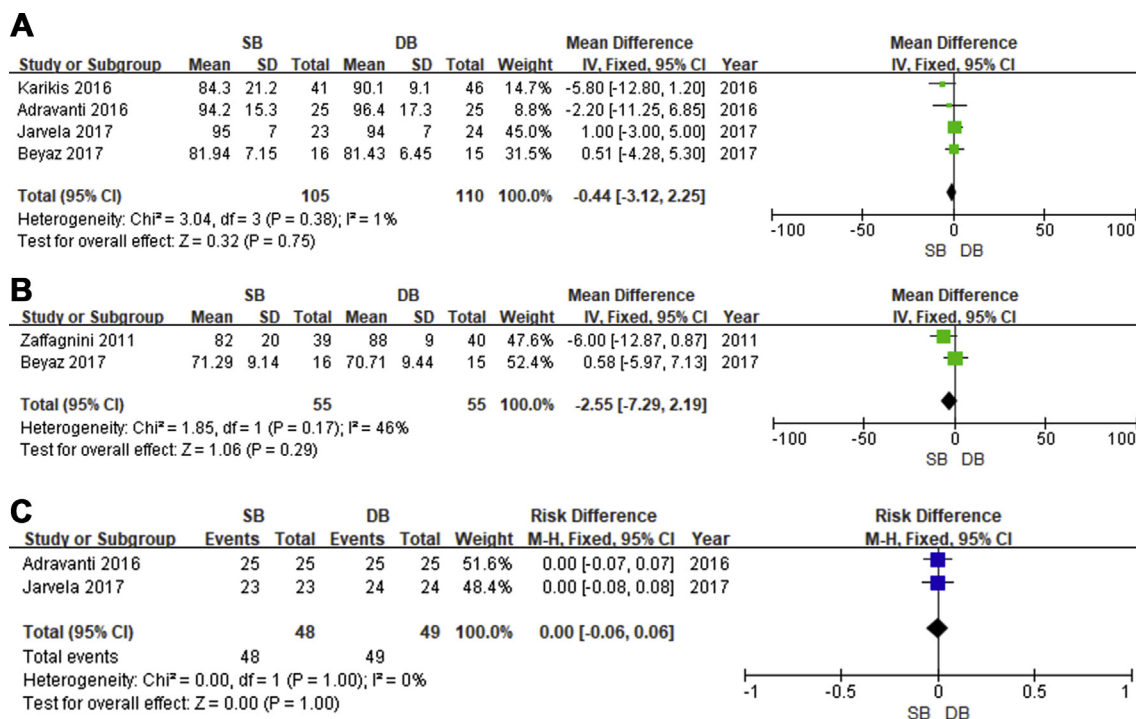 A
SB DB Mean Difference Mean Difference
Study or Subgroup Mean SD Total Mean SD Total Weight IV, Fixed, 95% CI Year IV, Fixed, 95% CI
Karikis 2016 84.3 21.2 41 90.1 9.1 46 14.7% -5.80 [-12.80, 1.20] 2016
Adravanti 2016 94.2 15.3 25 96.4 17.3 25 8.8% -2.20 [-11.25, 6.85] 2016
Jarvela 2017 95 7 23 94 7 24 45.0% 1.00 [-3.00, 5.00] 2017
Beyaz 2017 81.94 7.15 16 81.43 6.45 15 31.5% 0.51 [-4.28, 5.30] 2017
Total (95% CI) 105 110 100.0% -0.44 [-3.12, 2.25]
Heterogeneity: Chi² = 3.04, df = 3 (P = 0.38); I² = 1%
Test for overall effect: Z = 0.32 (P = 0.75)
-100 -50 0 50 100
SB DB
B
SB DB Mean Difference Mean Difference
Study or Subgroup Mean SD Total Mean SD Total Weight IV, Fixed, 95% CI Year IV, Fixed, 95% CI
Zaffagnini 2011 82 20 39 88 9 40 47.6% -6.00 [-12.87, 0.87] 2011
Beyaz 2017 71.29 9.14 16 70.71 9.44 15 52.4% 0.58 [-5.97, 7.13] 2017
Total (95% CI) 55 55 100.0% -2.55 [-7.29, 2.19]
Heterogeneity: Chi² = 1.85, df = 1 (P = 0.17); I² = 46%
Test for overall effect: Z = 1.06 (P = 0.29)
-100 -50 0 50 100
SB DB
C
SB DB Risk Difference Risk Difference
Study or Subgroup Events Total Events Total Weight M-H, Fixed, 95% CI Year M-H, Fixed, 95% CI
Adravanti 2016 25 25 25 25 51.6% 0.00 [-0.07, 0.07] 2016
Jarvela 2017 23 23 24 24 48.4% 0.00 [-0.08, 0.08] 2017
Total (95% CI) 48 49 100.0% 0.00 [-0.06, 0.06]
Total events 48 49
Heterogeneity: Chi² = 0.00, df = 1 (P = 1.00); I² = 0%
Test for overall effect: Z = 0.00 (P = 1.00)
-1 -0.5 0 0.5 1
SB DB